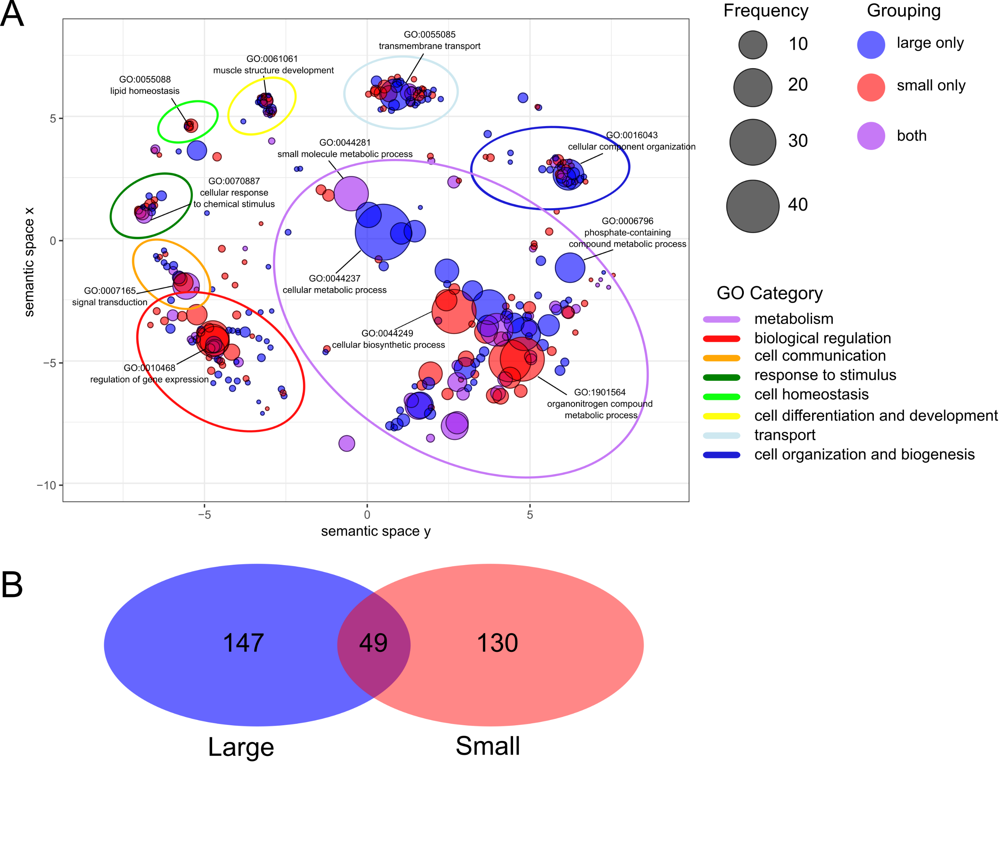 A
Frequency
10
20
30
40
Grouping
large only
small only
both
GO Category
metabolism
biological regulation
cell communication
response to stimulus
cell homeostasis
cell differentiation and development
transport
cell organization and biogenesis
GO:0055085
transmembrane transport
GO:0061061
muscle structure development
GO:0055088
lipid homeostasis
GO:0016043
cellular component organization
GO:0044281
small molecule metabolic process
GO:0070887
cellular response
to chemical stimulus
GO:0006796
phosphate-containing
compound metabolic process
GO:0044237
cellular metabolic process
GO:0007165
signal transduction
GO:0044249
cellular biosynthetic process
GO:0010468
regulation of gene expression
GO:1901564
organonitrogen compound
metabolic process
semantic space x
5
0
−5
−10
−5
0
5
semantic space y
B
147
49
130
Large
Small